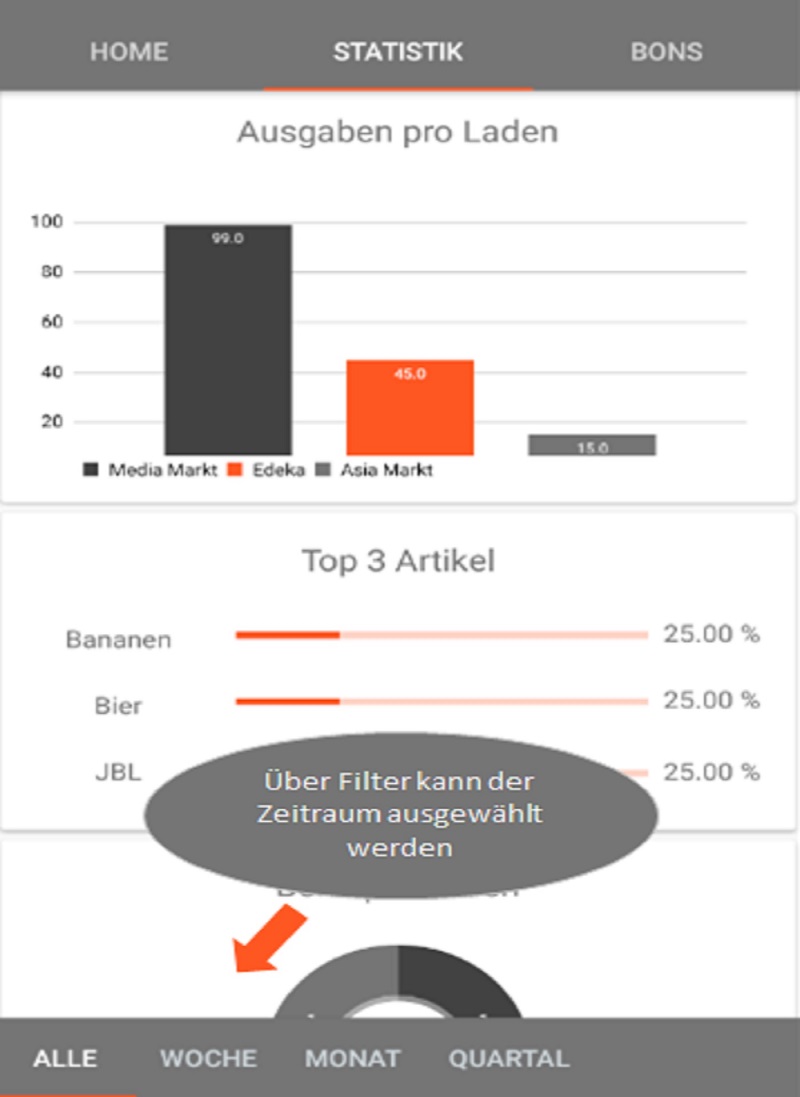 HOME STATISTIK BONS
Ausgaben pro Laden
100
99.0
80
60
40
45.0
20
15.0
Media Markt Edeka Asia Markt
Top 3 Artikel
Bananen 25.00 %
Bier 25.00 %
JBL 25.00 %
Über Filter kann der
Zeitraum ausgewählt
werden
ALLE WOCHE MONAT QUARTAL